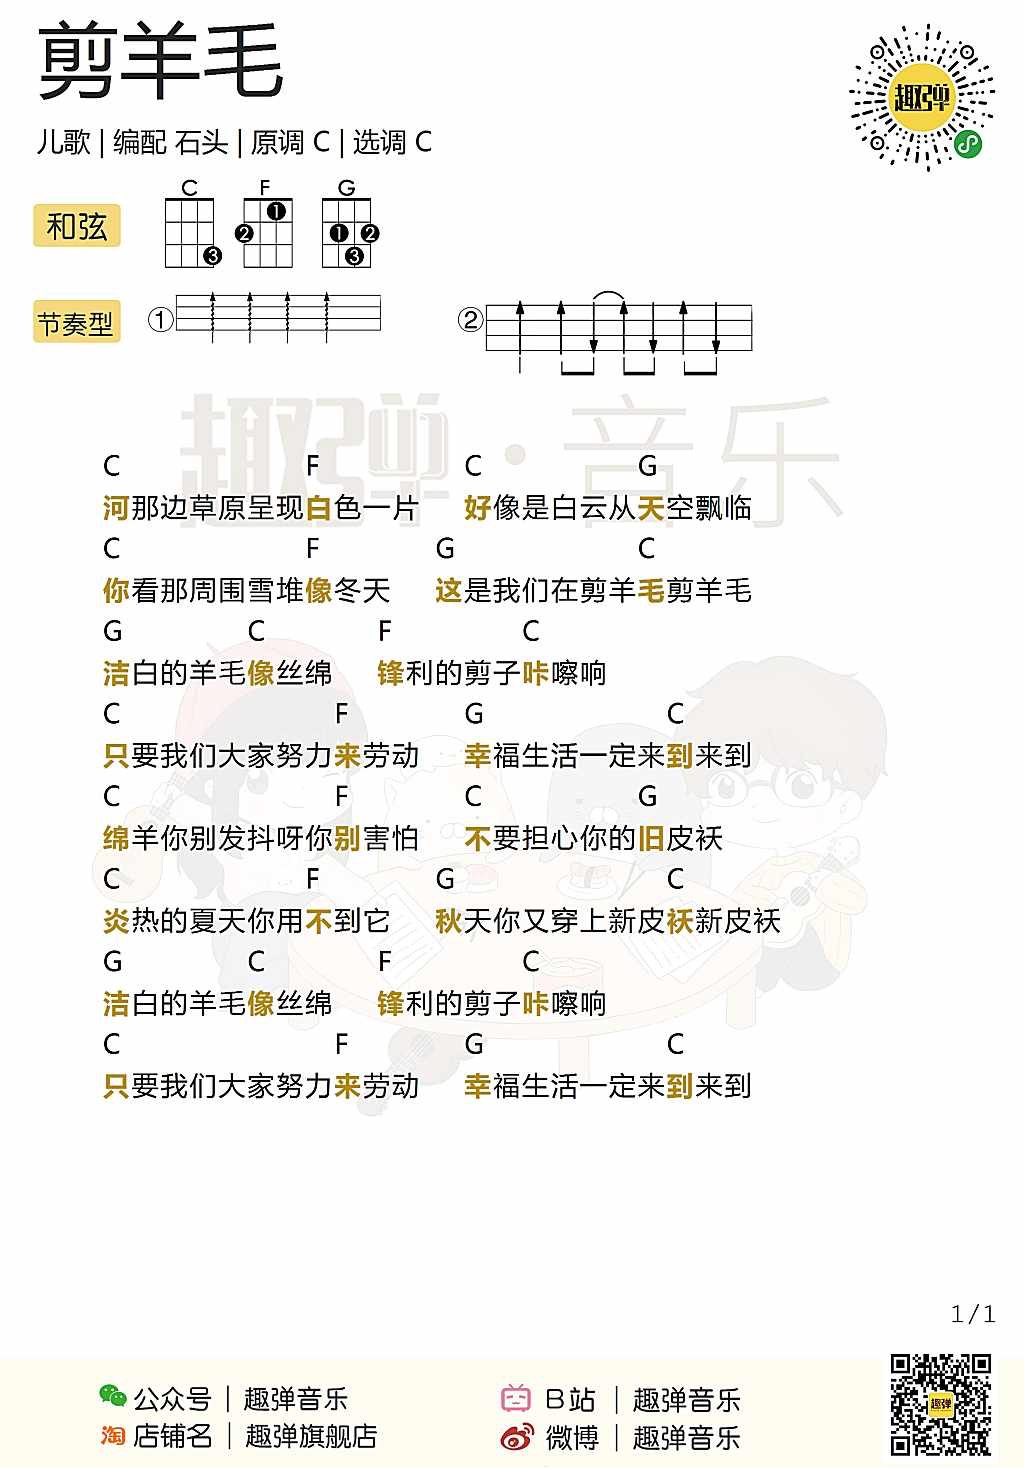 剪羊毛
儿歌 | 编配 石头 | 原调 C | 选调 C
趣弹
和弦
C F G
3 2 1 1 2 3
节奏型
① ②
趣弹·音乐
C F C G
河那边草原呈现白色一片 好像是白云从天空飘临
C F G C
你看那周围雪堆像冬天 这是我们在剪羊毛剪羊毛
G C F C
洁白的羊毛像丝绵 锋利的剪子咔嚓响
C F G C
只要我们大家努力来劳动 幸福生活一定来到来到
C F C G
绵羊你别发抖呀你别害怕 不要担心你的旧皮袄
C F G C
炎热的夏天你用不到它 秋天你又穿上新皮袄新皮袄
G C F C
洁白的羊毛像丝绵 锋利的剪子咔嚓响
C F G C
只要我们大家努力来劳动 幸福生活一定来到来到
1/1
公众号 | 趣弹音乐 B站 | 趣弹音乐
淘 店铺名 | 趣弹旗舰店 微博 | 趣弹音乐
趣弹